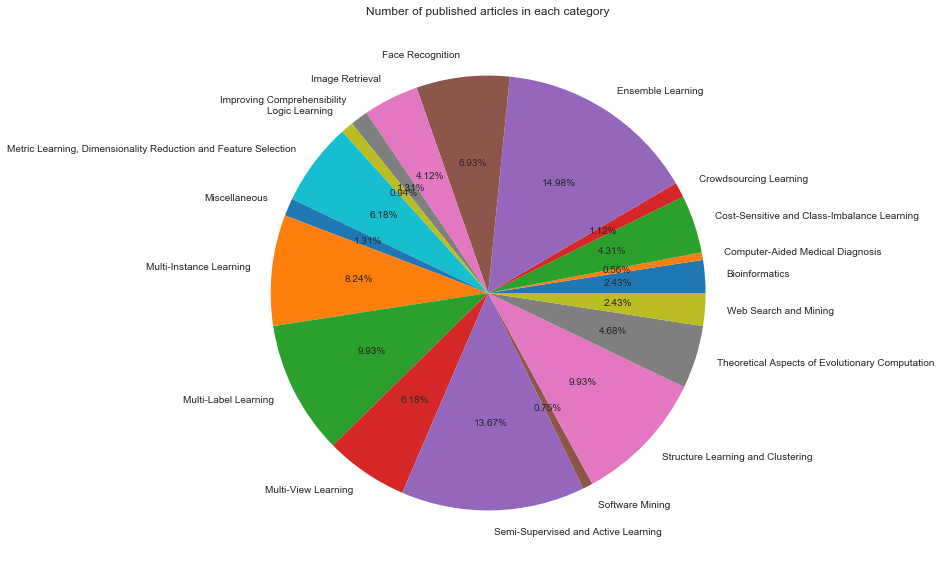 Number of published articles in each category
Face Recognition
Image Retrieval
Improving Comprehensibility
Logic Learning
Metric Learning, Dimensionality Reduction and Feature Selection
Miscellaneous
Multi-Instance Learning
Multi-Label Learning
Multi-View Learning
Semi-Supervised and Active Learning
Software Mining
Structure Learning and Clustering
Theoretical Aspects of Evolutionary Computation
Web Search and Mining
Bioinformatics
Computer-Aided Medical Diagnosis
Cost-Sensitive and Class-Imbalance Learning
Crowdsourcing Learning
Ensemble Learning
6.93%
4.12%
1.31%
0.94%
6.18%
1.31%
8.24%
9.93%
6.18%
13.67%
0.75%
9.93%
4.68%
2.43%
2.43%
0.56%
4.31%
1.12%
14.98%